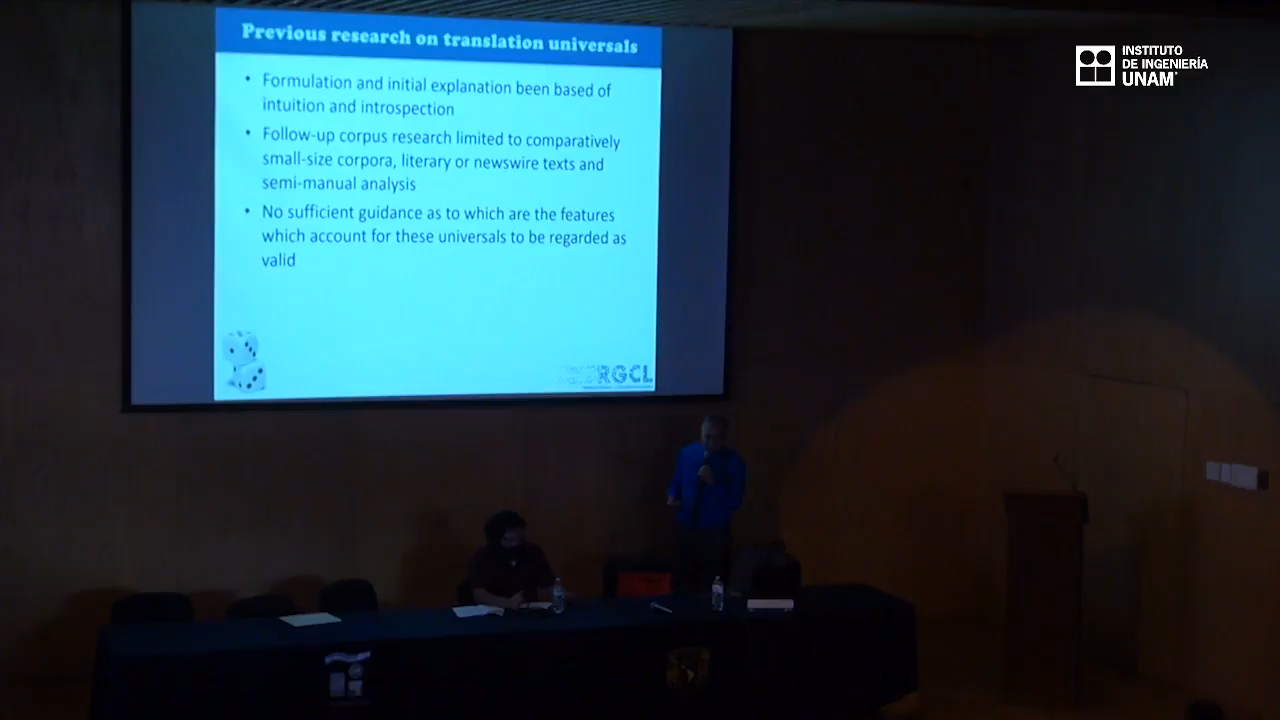 Previous research on translation universals
• Formulation and initial explanation been based of
intuition and introspection
• Follow-up corpus research limited to comparatively
small-size corpora, literary or newswire texts and
semi-manual analysis
• No sufficient guidance as to which are the features
which account for these universals to be regarded as
valid
RGCL
INSTITUTO
DE INGENIERÍA
UNAM